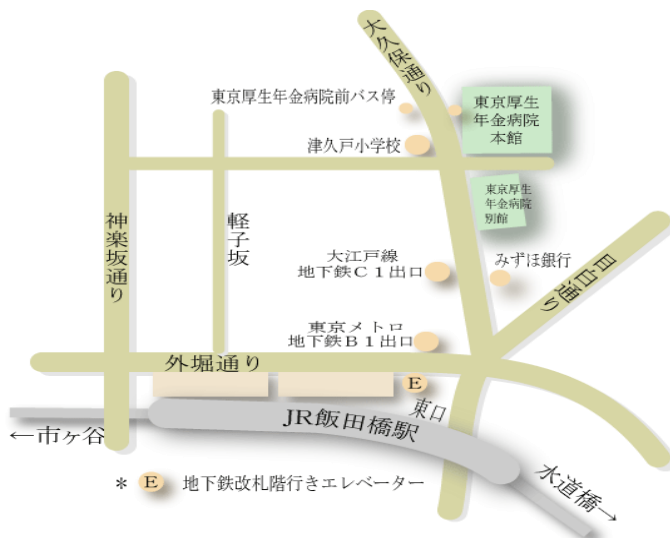 大久保通り
東京厚生年金病院前バス停
東京厚生
年金病院
本館
津久戸小学校
東京厚生
年金病院
別館
神楽坂通り
軽子坂
大江戸線
地下鉄C1出口
みずほ銀行
目白通り
東京メトロ
地下鉄B1出口
外堀通り
E
東口
JR飯田橋駅
←市ヶ谷
水道橋→
* E 地下鉄改札階行きエレベーター